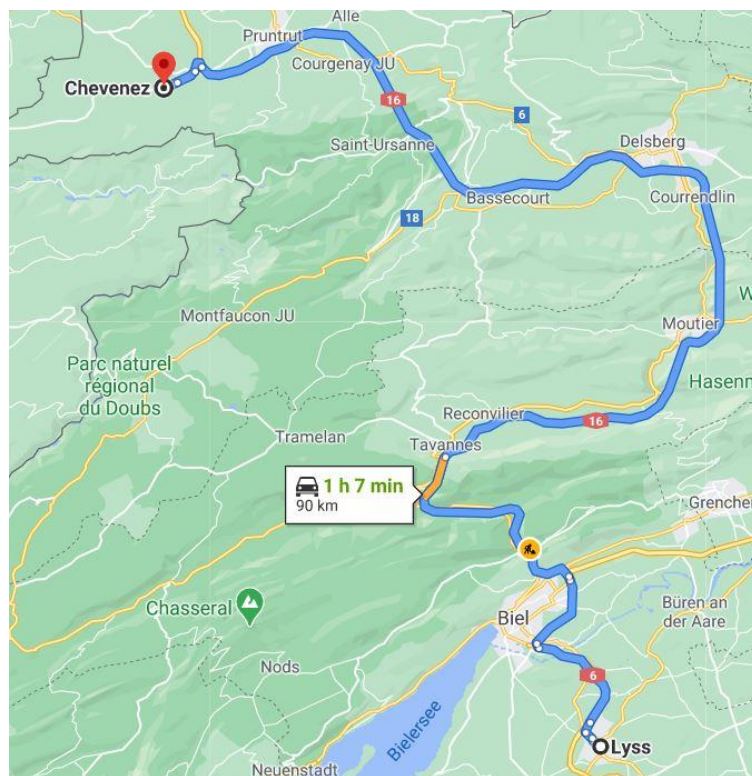 Alle
Pruntrut
Courgenay JU
Chevenez
16
6
Saint-Ursanne
Delsberg
Bassecourt
Courrendlin
18
Montfaucon JU
Moutier
W
Parc naturel
régional
du Doubs
Hasenm
Reconvilier
16
Tramelan
Tavannes
1 h 7 min
90 km
Grenchen
Chasseral
Biel
Büren an
der Aare
Nods
6
Bielersee
Lyss
Neuenstadt